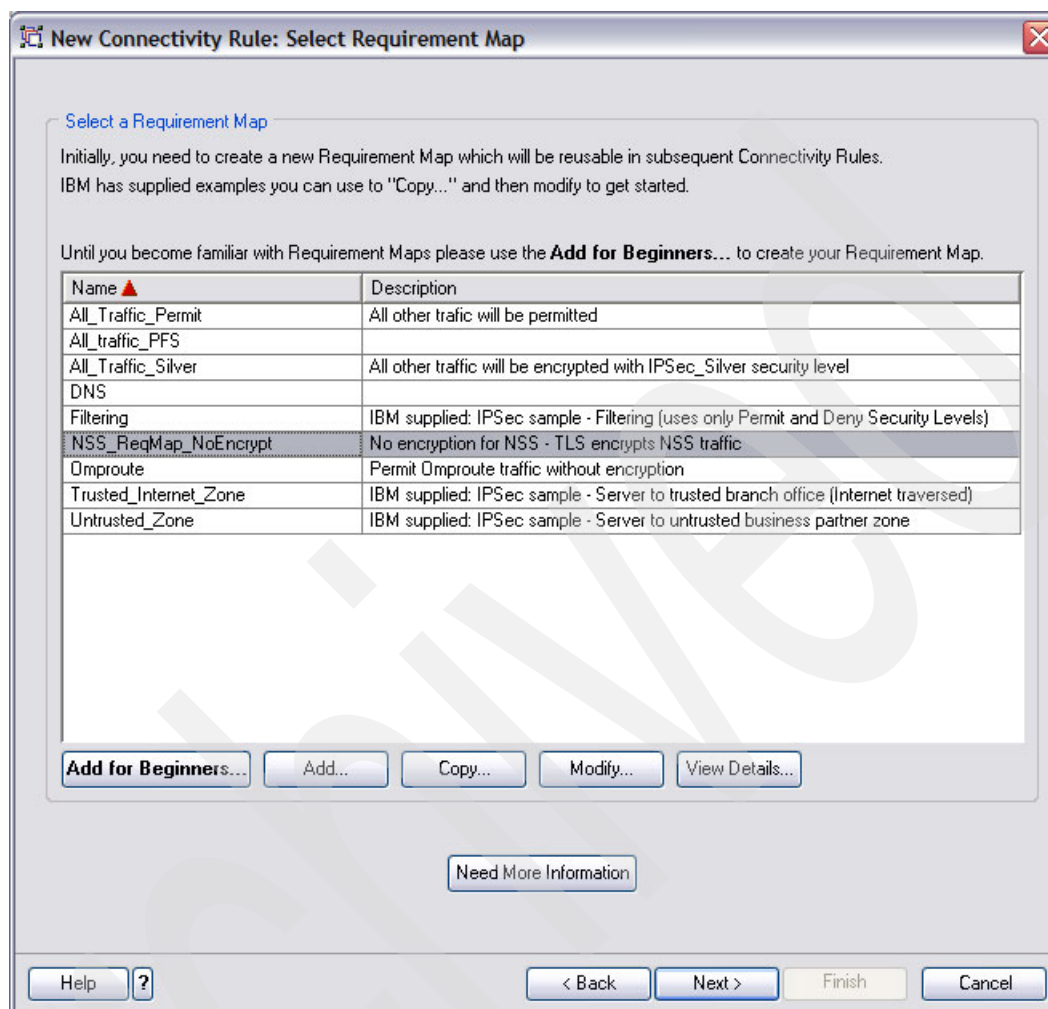 New Connectivity Rule: Select Requirement Map
Select a Requirement Map
Initially, you need to create a new Requirement Map which will be reusable in subsequent Connectivity Rules.
IBM has supplied examples you can use to "Copy..." and then modify to get started.
Until you become familiar with Requirement Maps please use the Add for Beginners... to create your Requirement Map.
Name Description
All_Traffic_Permit All other trafic will be permitted
All_traffic_PFS
All_Traffic_Silver All other traffic will be encrypted with IPSec_Silver security level
DNS
Filtering IBM supplied: IPSec sample - Filtering (uses only Permit and Deny Security Levels)
NSS_ReqMap_NoEncrypt No encryption for NSS - TLS encrypts NSS traffic
Omproute Permit Omproute traffic without encryption
Trusted_Internet_Zone IBM supplied: IPSec sample - Server to trusted branch office (Internet traversed)
Untrusted_Zone IBM supplied: IPSec sample - Server to untrusted business partner zone
Add for Beginners... Add... Copy... Modify... View Details...
Need More Information
Help ? < Back Next > Finish Cancel